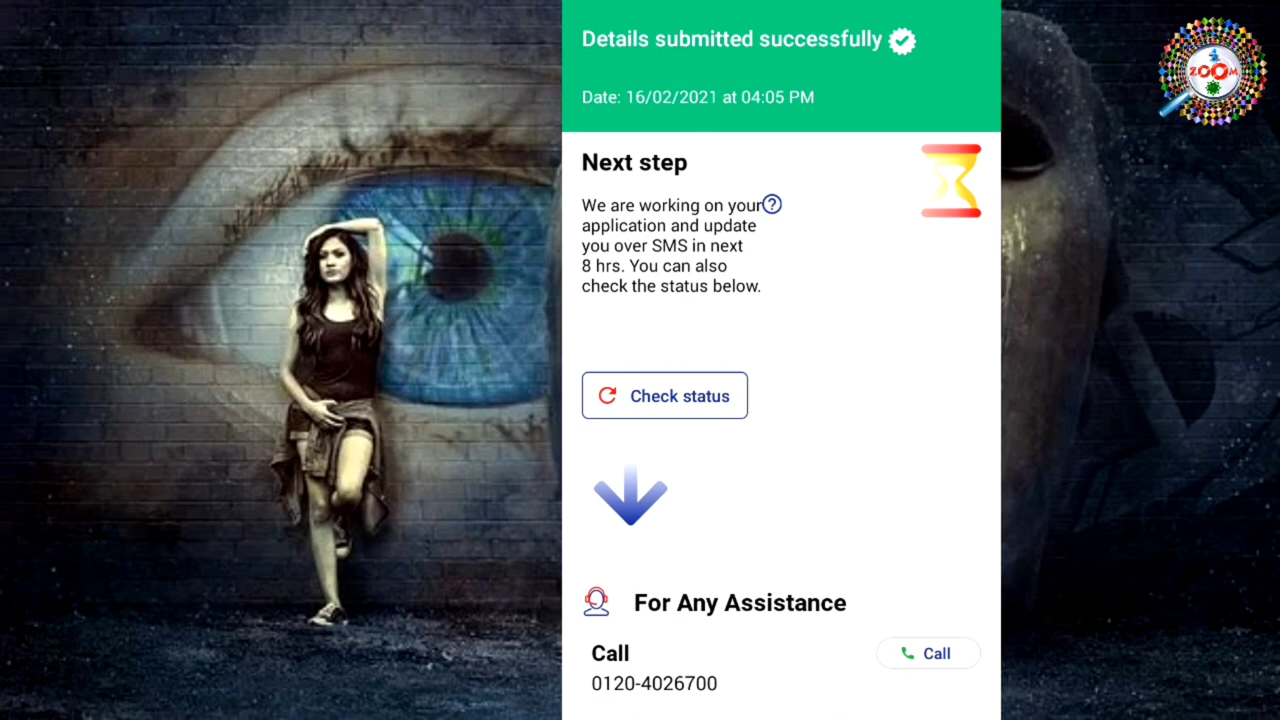 Details submitted successfully
Date: 16/02/2021 at 04:05 PM
ZOOM
Next step
We are working on your
application and update
you over SMS in next
8 hrs. You can also
check the status below.
Check status
For Any Assistance
Call
Call
0120-4026700